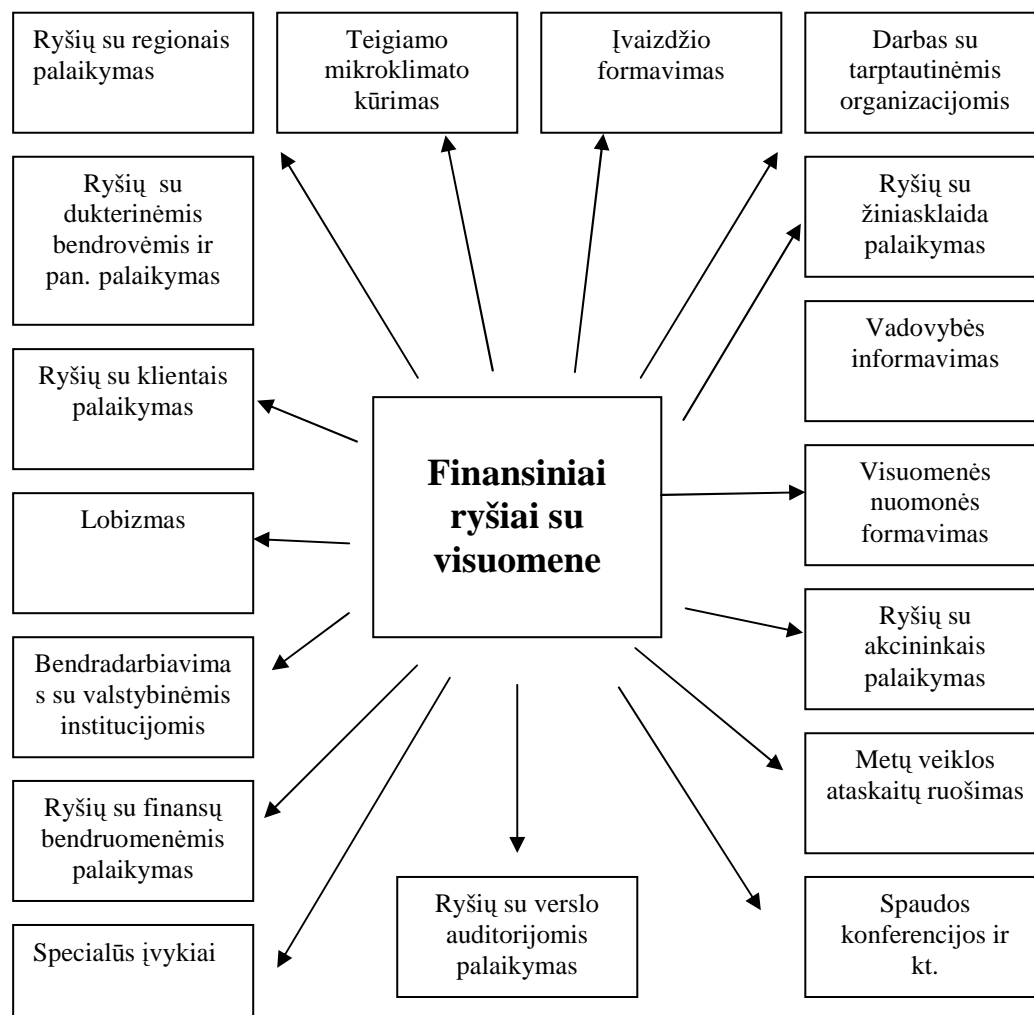 Ryšių su regionais
palaikymas
Teigiamo
mikroklimato
kūrimas
Įvaizdžio
formavimas
Darbas su
tarptautinėmis
organizacijomis
Ryšių su
dukterinėmis
bendrovėmis ir
pan. palaikymas
Ryšių su
žiniasklaida
palaikymas
Vadovybės
informavimas
Ryšių su klientais
palaikymas
Finansiniai
ryšiai su
visuomene
Visuomenės
nuomonės
formavimas
Lobizmas
Ryšių su
akcininkais
palaikymas
Bendradarbiavima
s su valstybinėmis
institucijomis
Metų veiklos
ataskaitų ruošimas
Ryšių su finansų
bendruomenėmis
palaikymas
Ryšių su verslo
auditorijomis
palaikymas
Spaudos
konferencijos ir
kt.
Specialūs įvykiai